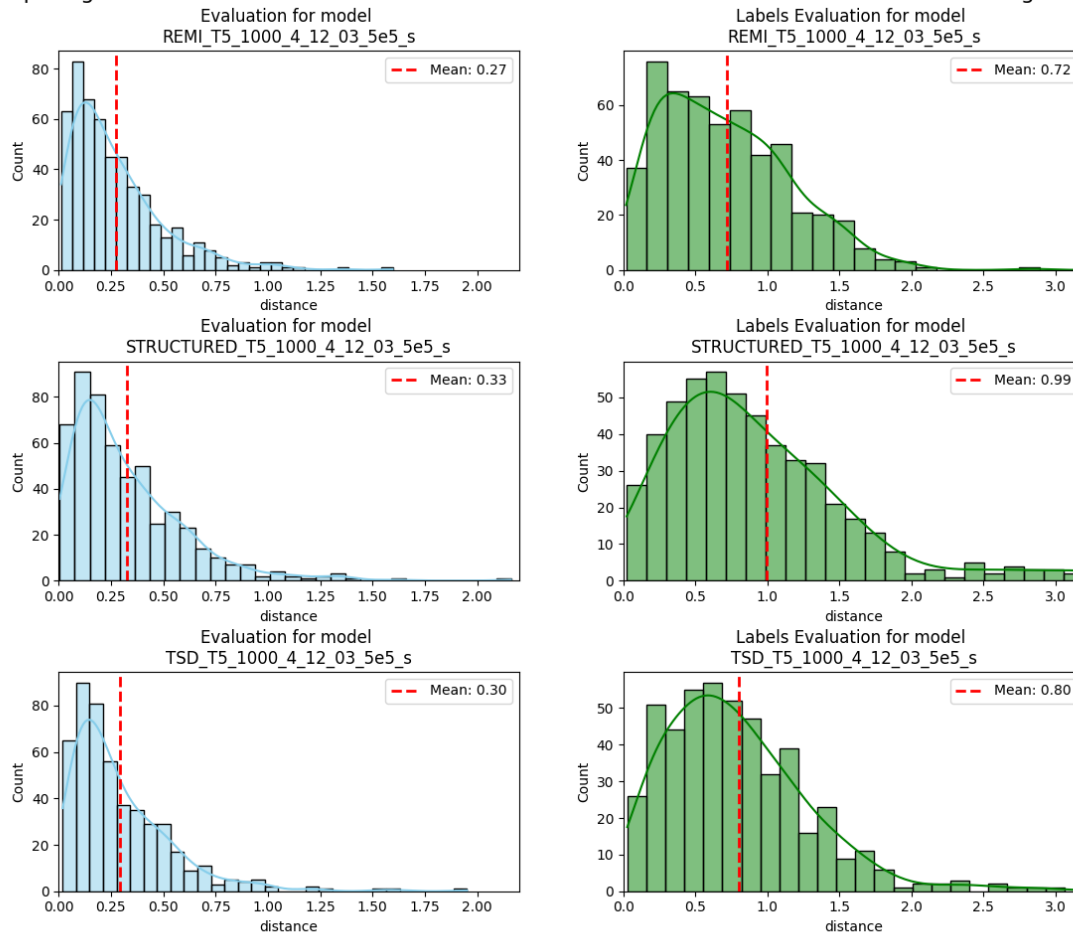 Evaluation for model
REMI_T5_1000_4_12_03_5e5_s
Mean: 0.27
Count
80
60
40
20
0
0.00 0.25 0.50 0.75 1.00 1.25 1.50 1.75 2.00
distance
Labels Evaluation for model
REMI_T5_1000_4_12_03_5e5_s
Mean: 0.72
Count
60
40
20
0
0.0 0.5 1.0 1.5 2.0 2.5 3.0
distance
Evaluation for model
STRUCTURED_T5_1000_4_12_03_5e5_s
Mean: 0.33
Count
80
60
40
20
0
0.00 0.25 0.50 0.75 1.00 1.25 1.50 1.75 2.00
distance
Labels Evaluation for model
STRUCTURED_T5_1000_4_12_03_5e5_s
Mean: 0.99
Count
50
40
30
20
10
0
0.0 0.5 1.0 1.5 2.0 2.5 3.0
distance
Evaluation for model
TSD_T5_1000_4_12_03_5e5_s
Mean: 0.30
Count
80
60
40
20
0
0.00 0.25 0.50 0.75 1.00 1.25 1.50 1.75 2.00
distance
Labels Evaluation for model
TSD_T5_1000_4_12_03_5e5_s
Mean: 0.80
Count
50
40
30
20
10
0
0.0 0.5 1.0 1.5 2.0 2.5 3.0
distance